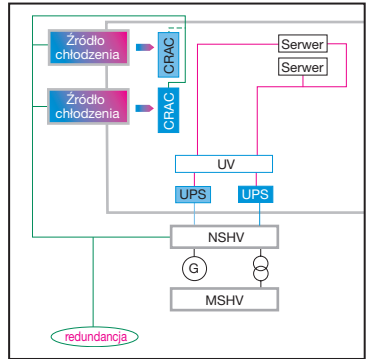 Źródło
chłodzenia
CRAC
Serwer
Serwer
Źródło
chłodzenia
CRAC
UV
UPS
UPS
NSHV
G
MSHV
redundancja